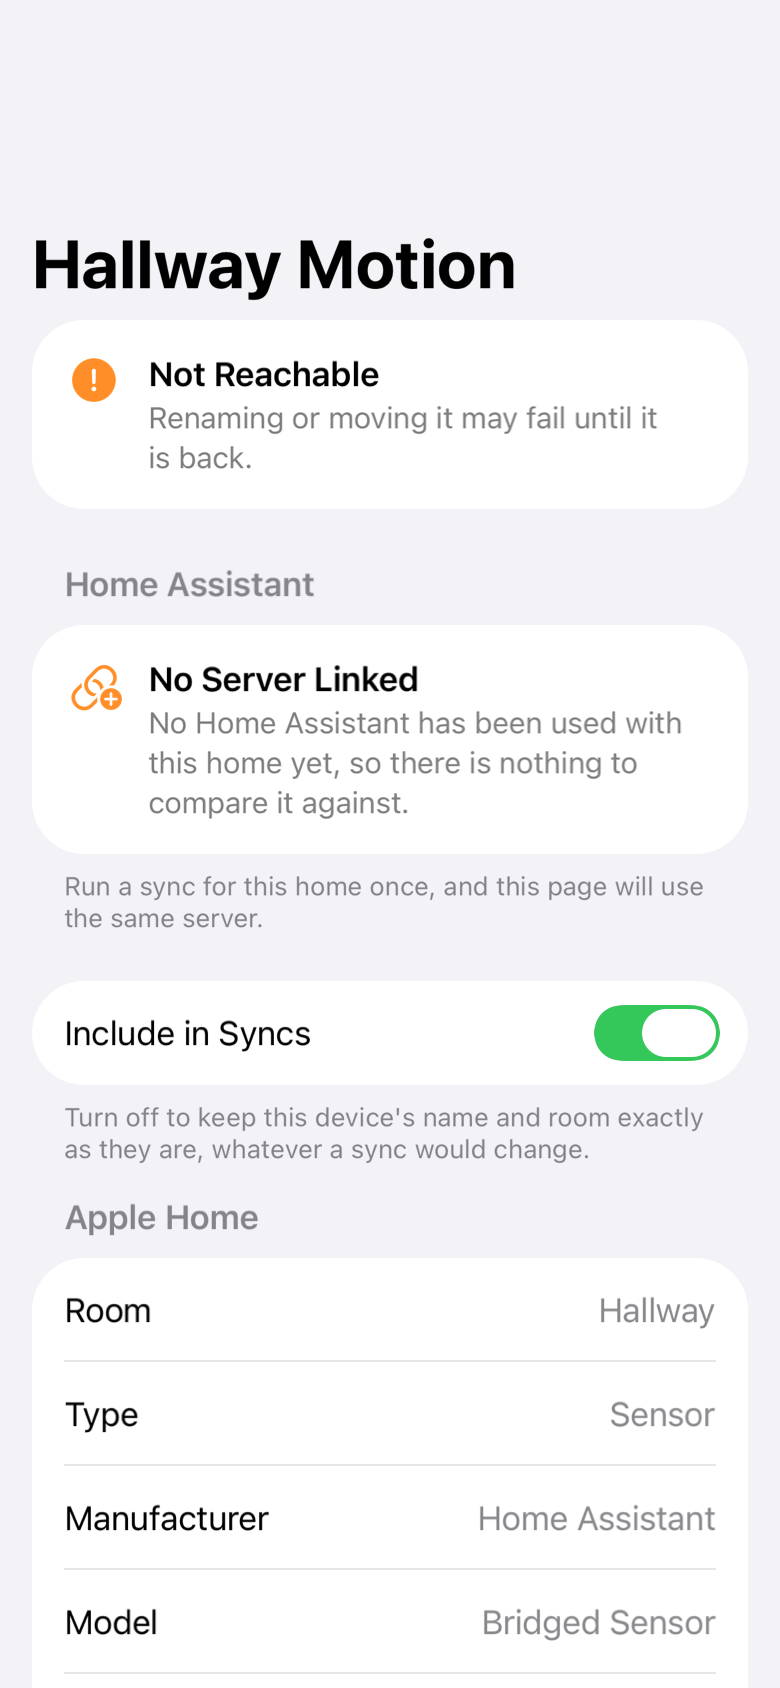 Hallway Motion
Not Reachable
Renaming or moving it may fail until it
is back.
Home Assistant
No Server Linked
No Home Assistant has been used with
this home yet, so there is nothing to
compare it against.
Run a sync for this home once, and this page will use
the same server.
Include in Syncs
Turn off to keep this device's name and room exactly
as they are, whatever a sync would change.
Apple Home
Room Hallway
Type Sensor
Manufacturer Home Assistant
Model Bridged Sensor